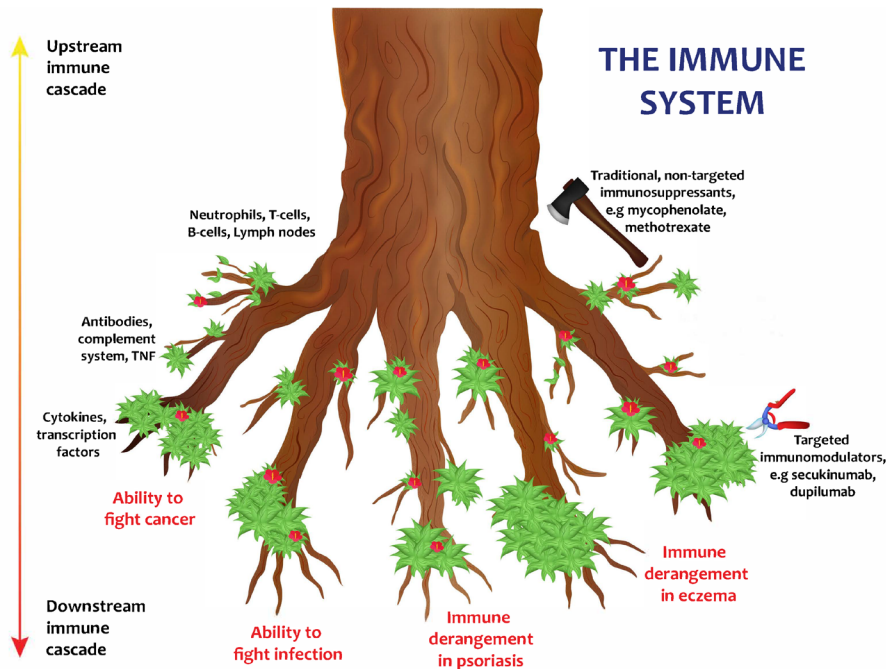 THE IMMUNE
SYSTEM
Upstream
immune
cascade
Traditional, non-targeted
immunosuppressants,
e.g mycophenolate,
methotrexate
Neutrophils, T-cells,
B-cells, Lymph nodes
Antibodies,
complement
system, TNF
Cytokines,
transcription
factors
Targeted
immunomodulators,
e.g secukinumab,
dupilumab
Ability to
fight cancer
Immune
derangement
in eczema
Downstream
immune
cascade
Ability to
fight infection
Immune
derangement
in psoriasis